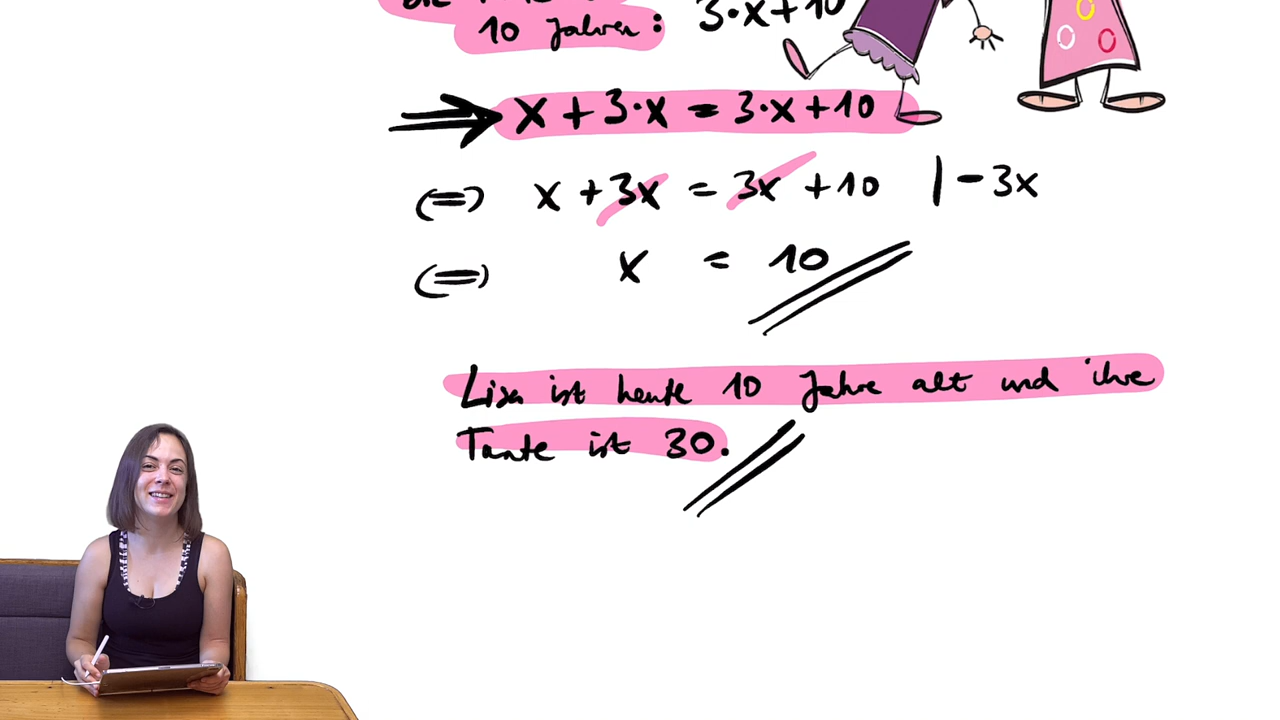 die
10 Jahren:
3·x+10
x + 3·x = 3·x+10
(=) x + 3x = 3x +10 | - 3x
(=) x = 10
Lisa ist heute 10 Jahre alt und ihre
Tante ist 30.